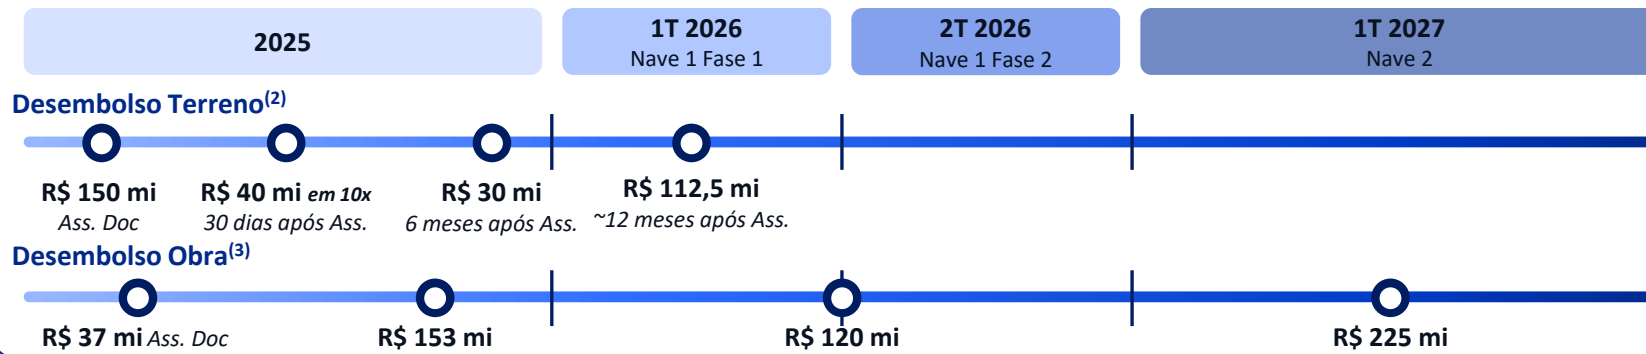 2025
1T 2026
Nave 1 Fase 1
2T 2026
Nave 1 Fase 2
1T 2027
Nave 2
Desembolso Terreno(2)
R$ 150 mi
Ass. Doc
R$ 40 mi em 10x
30 dias após Ass.
R$ 30 mi
6 meses após Ass.
R$ 112,5 mi
~12 meses após Ass.
Desembolso Obra(3)
R$ 37 mi Ass. Doc
R$ 153 mi
R$ 120 mi
R$ 225 mi